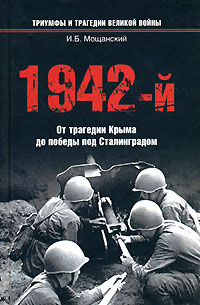 ТРИУМФЫ И ТРАГЕДИИ ВЕЛИКОЙ ВОЙНЫ
И.Б. Мощанский
1942-й
От трагедии Крыма
до победы под Сталинградом